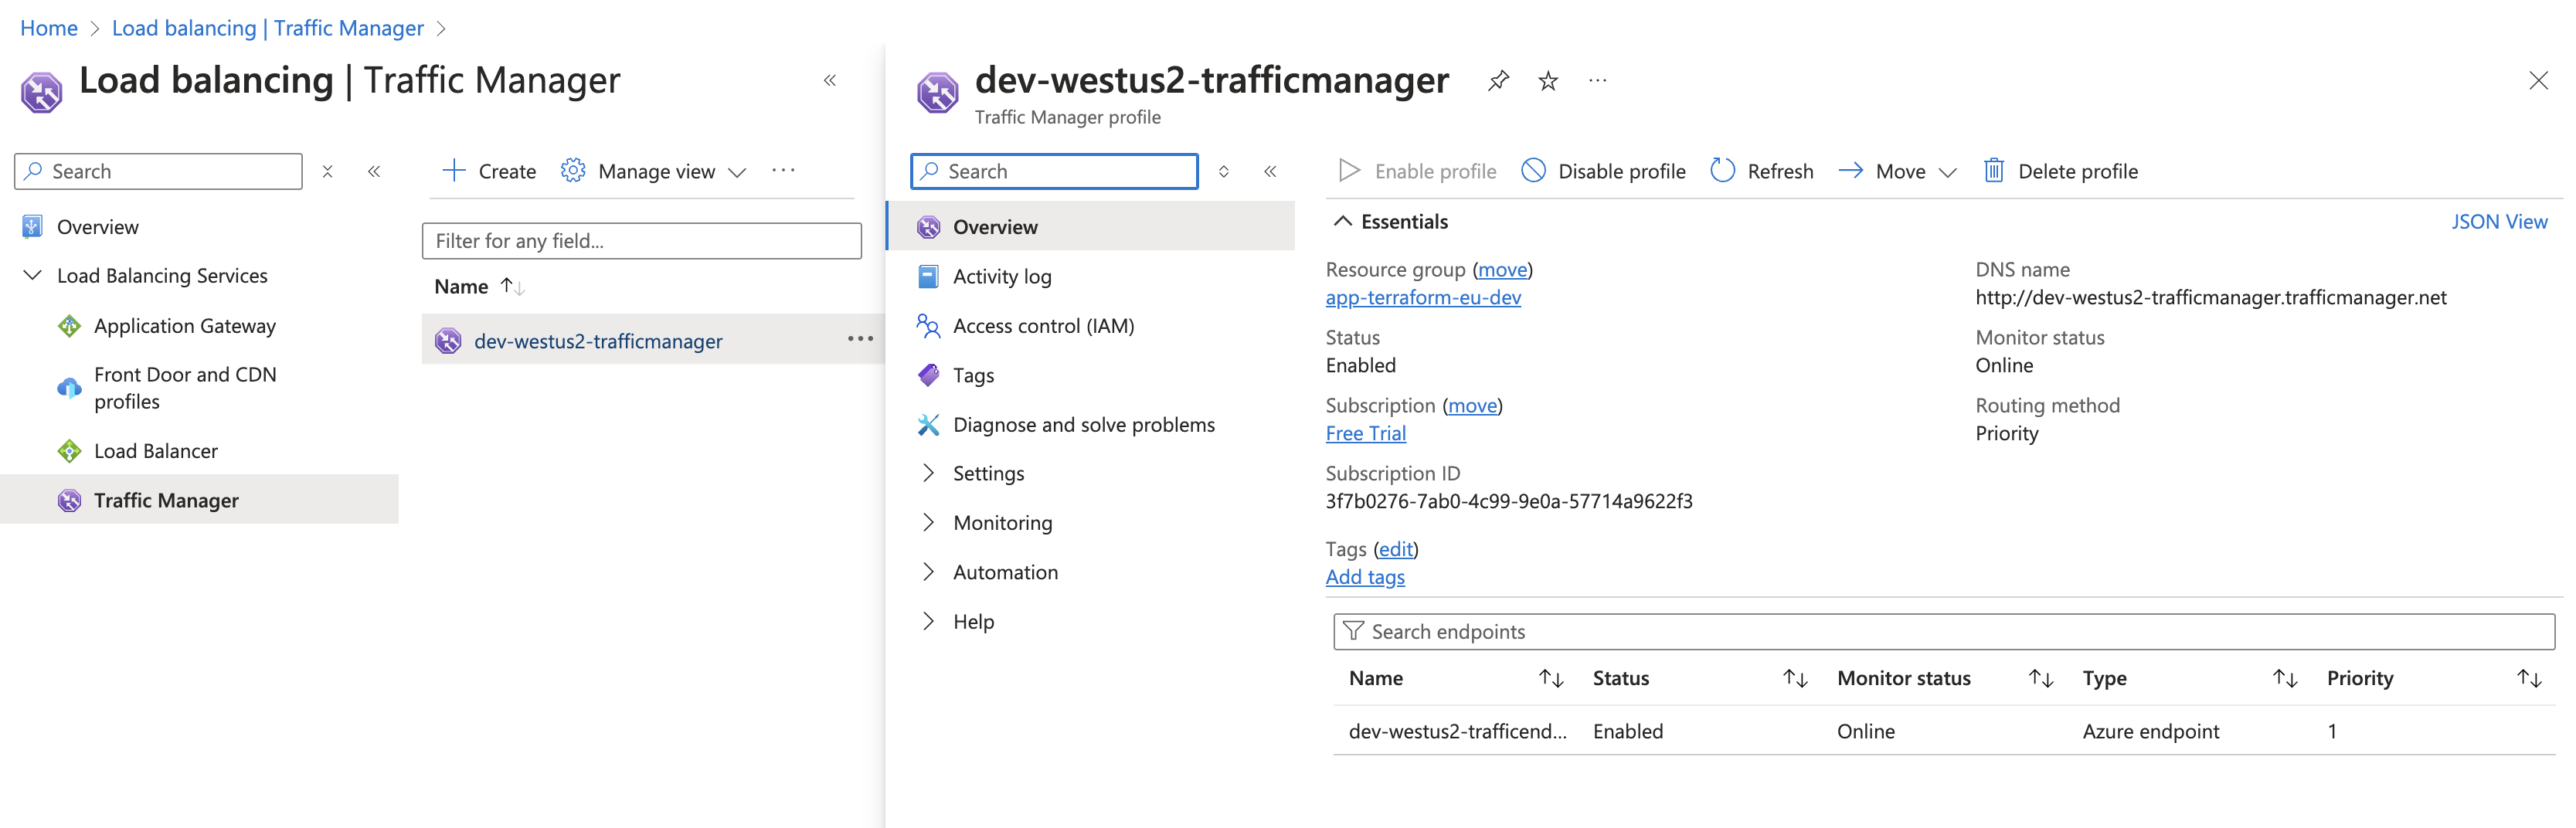 Home > Load balancing | Traffic Manager >
Load balancing | Traffic Manager
Search
Create
Manage view
Overview
Load Balancing Services
Application Gateway
Front Door and CDN
profiles
Load Balancer
Traffic Manager
Filter for any field...
Name
dev-westus2-trafficmanager
dev-westus2-trafficmanager
Traffic Manager profile
Search
Overview
Activity log
Access control (IAM)
Tags
Diagnose and solve problems
Settings
Monitoring
Automation
Help
Enable profile
Disable profile
Refresh
Move
Delete profile
Essentials
JSON View
Resource group (move)
app-terraform-eu-dev
Status
Enabled
Subscription (move)
Free Trial
Subscription ID
3f7b0276-7ab0-4c99-9e0a-57714a9622f3
DNS name
http://dev-westus2-trafficmanager.trafficmanager.net
Monitor status
Online
Routing method
Priority
Tags (edit)
Add tags
Search endpoints
Name Status Monitor status Type Priority
dev-westus2-trafficend... Enabled Online Azure endpoint 1